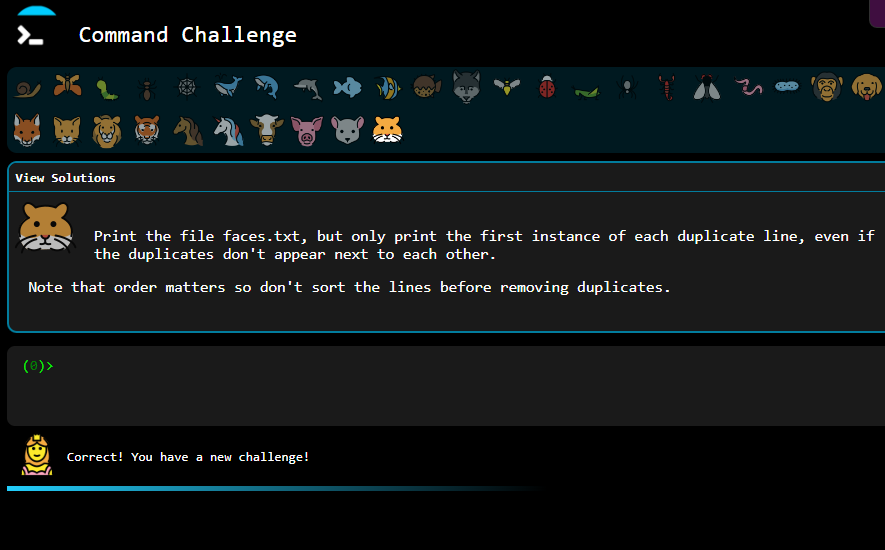 Command Challenge
View Solutions
Print the file faces.txt, but only print the first instance of each duplicate line, even if
the duplicates don't appear next to each other.
Note that order matters so don't sort the lines before removing duplicates.
(0)>
Correct! You have a new challenge!